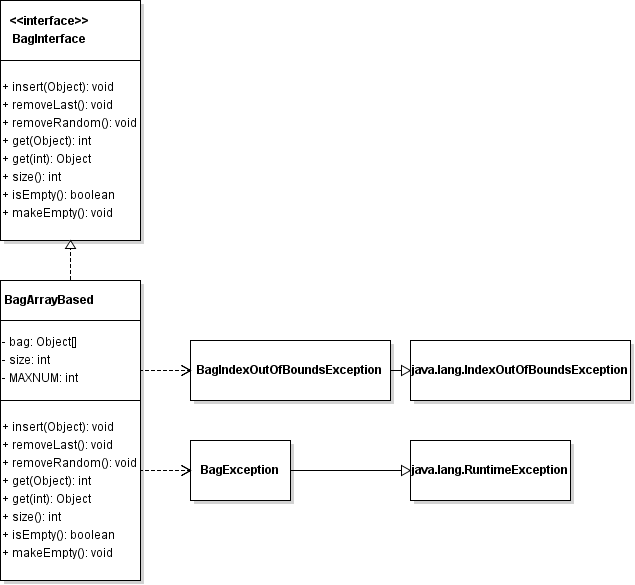 <<interface>>
BagInterface
+ insert(Object): void
+ removeLast(): void
+ removeRandom(): void
+ get(Object): int
+ get(int): Object
+ size(): int
+ isEmpty(): boolean
+ makeEmpty(): void
BagArrayBased
- bag: Object[]
- size: int
- MAXNUM: int
+ insert(Object): void
+ removeLast(): void
+ removeRandom(): void
+ get(Object): int
+ get(int): Object
+ size(): int
+ isEmpty(): boolean
+ makeEmpty(): void
BagIndexOutOfBoundsException
java.lang.IndexOutOfBoundsException
BagException
java.lang.RuntimeException